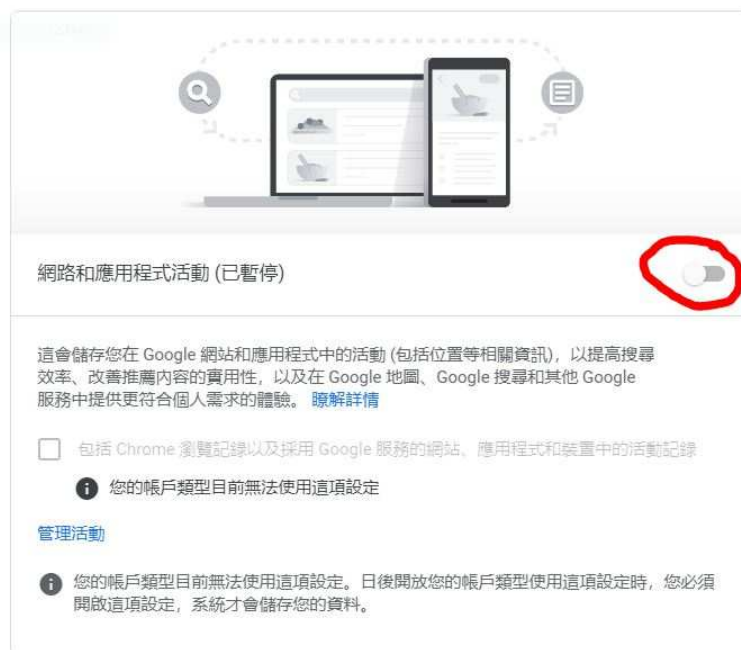 網路和應用程式活動 (已暫停)
這會儲存您在 Google 網站和應用程式中的活動 (包括位置等相關資訊)，以提高搜尋
效率、改善推薦內容的實用性，以及在 Google 地圖、Google 搜尋和其他 Google
服務中提供更符合個人需求的體驗。 瞭解詳情
包括 Chrome 瀏覽記錄以及採用 Google 服務的網站、應用程式和裝置中的活動記錄
您的帳戶類型目前無法使用這項設定
管理活動
您的帳戶類型目前無法使用這項設定。日後開放您的帳戶類型使用這項設定時，您必須
開啟這項設定，系統才會儲存您的資料。